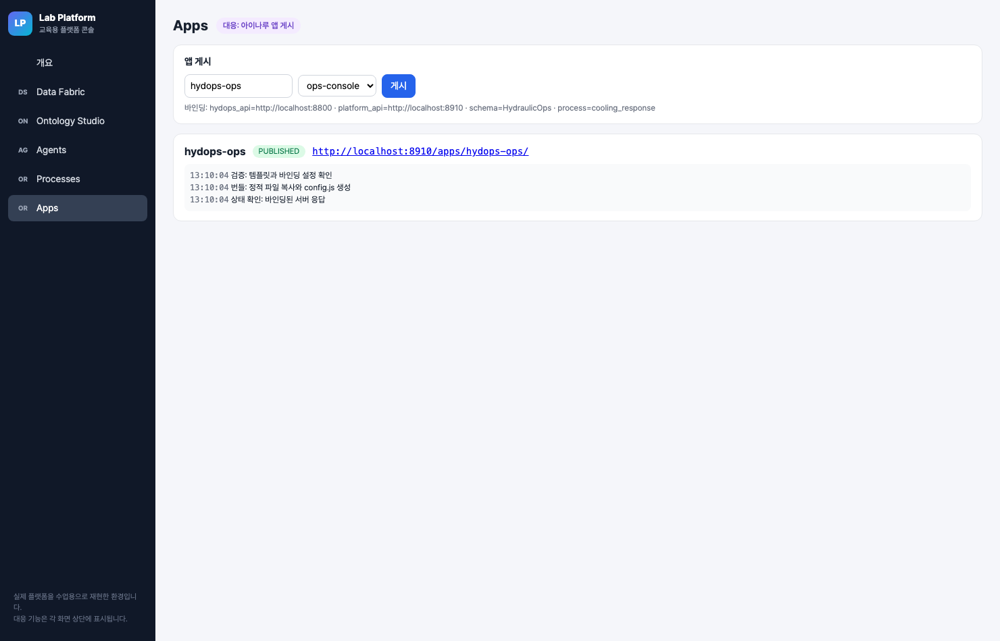 LP
Lab Platform
교육용 플랫폼 콘솔
개요
DS Data Fabric
ON Ontology Studio
AG Agents
OR Processes
OR Apps
실제 플랫폼을 수업용으로 재현한 환경입니
다.
대응 기능은 각 화면 상단에 표시됩니다.
Apps 대응: 아이나루 앱 게시
앱 게시
hydops-ops ops-console 게시
바인딩: hydops_api=http://localhost:8800 · platform_api=http://localhost:8910 · schema=HydraulicOps · process=cooling_response
hydops-ops PUBLISHED http://localhost:8910/apps/hydops-ops/
13:10:04 검증: 템플릿과 바인딩 설정 확인
13:10:04 번들: 정적 파일 복사와 config.js 생성
13:10:04 상태 확인: 바인딩된 서버 응답